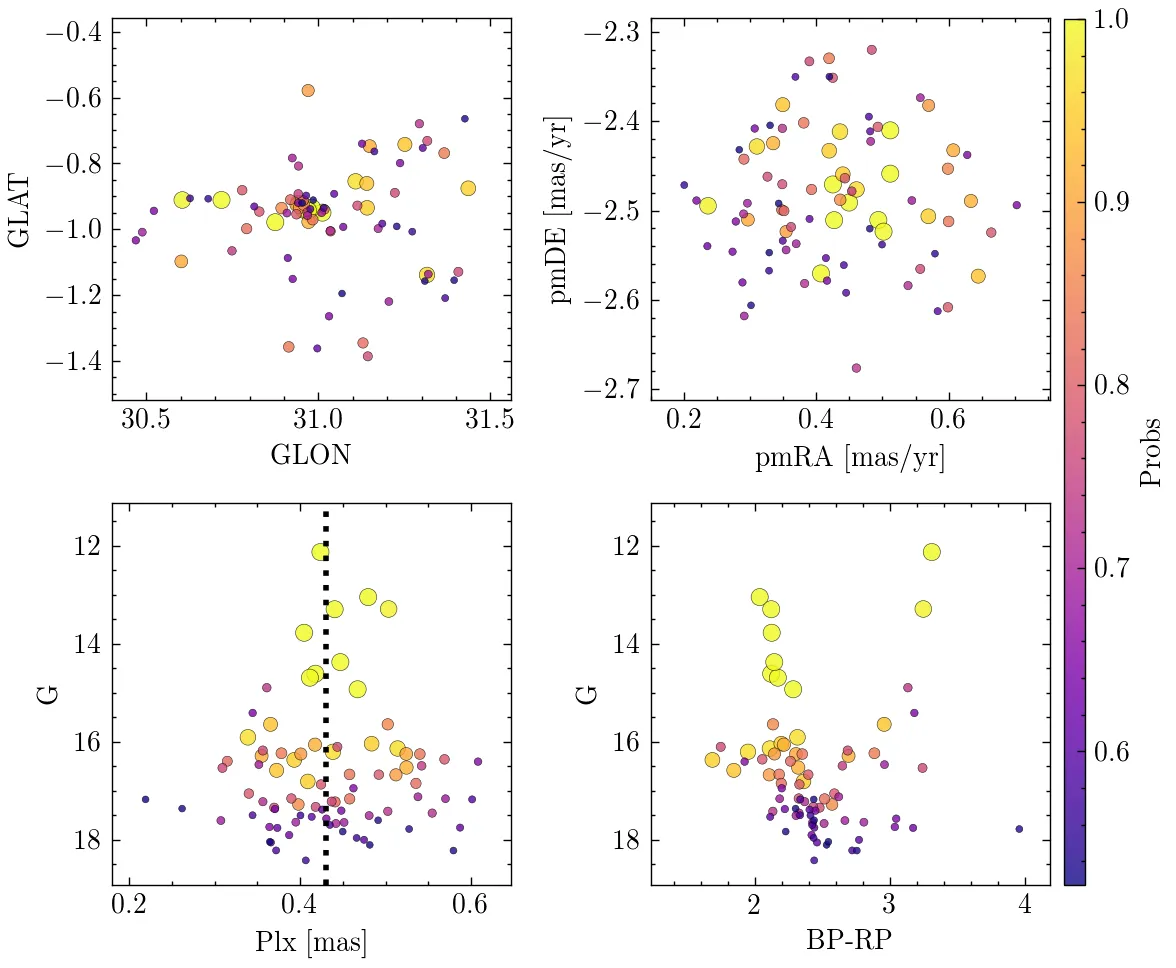 −0.4
−0.6
−0.8
−1.0
−1.2
−1.4
GLAT
30.5 31.0 31.5
GLON
−2.3
−2.4
−2.5
−2.6
−2.7
pmDE [mas/yr]
0.2 0.4 0.6
pmRA [mas/yr]
12
14
16
18
G
0.2 0.4 0.6
Plx [mas]
12
14
16
18
G
2 3 4
BP-RP
1.0
0.9
0.8
0.7
0.6
Probs